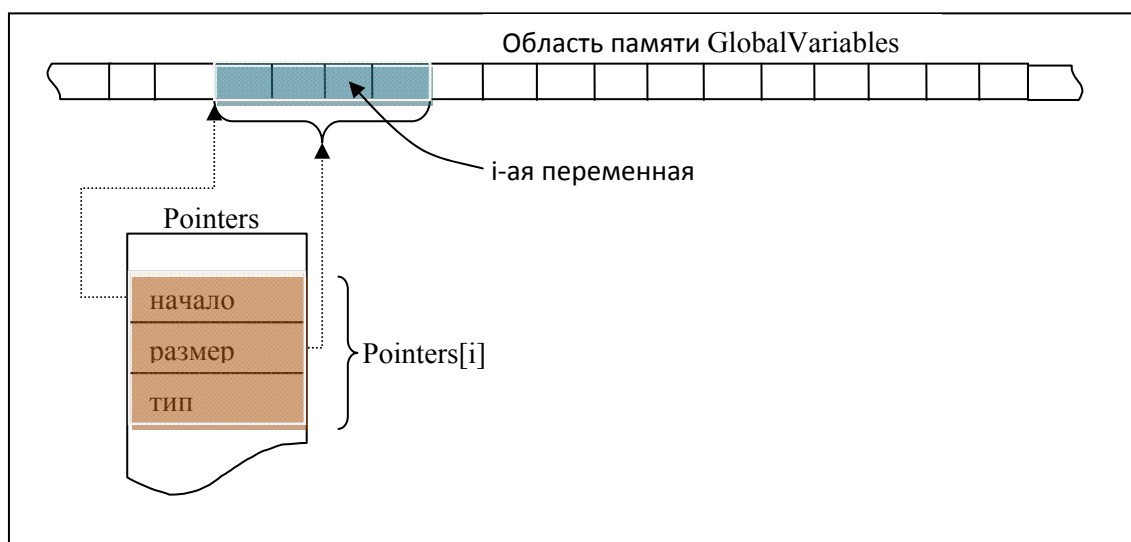 Область памяти GlobalVariables
i-ая переменная
Pointers
начало
размер
тип
Pointers[i]